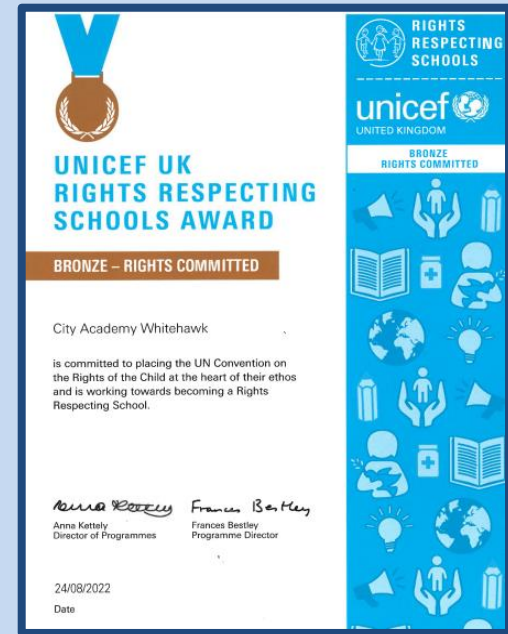 RIGHTS
RESPECTING
SCHOOLS
unicef
UNITED KINGDOM
BRONZE
RIGHTS COMMITTED
UNICEF UK
RIGHTS RESPECTING
SCHOOLS AWARD
BRONZE – RIGHTS COMMITTED
City Academy Whitehawk
is committed to placing the UN Convention on
the Rights of the Child at the heart of their ethos
and is working towards becoming a Rights
Respecting School.
Anna Kettely Frances Bestley
Anna Kettely Frances Bestley
Director of Programmes Programme Director
24/08/2022
Date